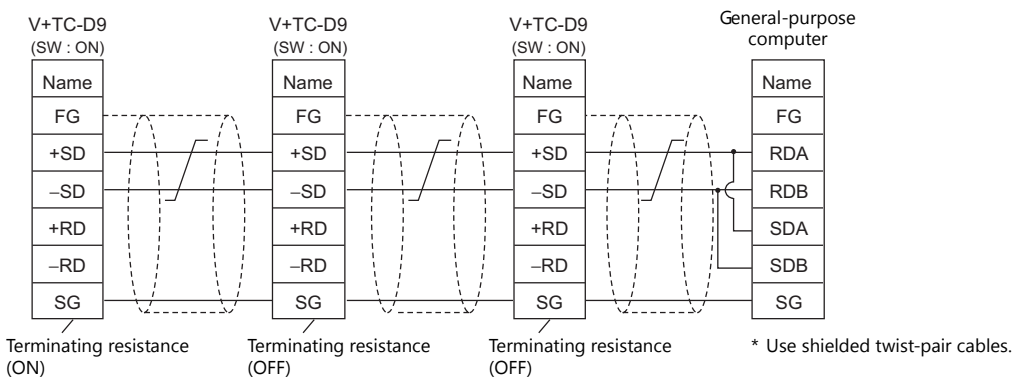 V+TC-D9
(SW : ON)
Name
FG
+SD
−SD
+RD
−RD
SG
Terminating resistance
(ON)
V+TC-D9
(SW : ON)
Name
FG
+SD
−SD
+RD
−RD
SG
Terminating resistance
(OFF)
V+TC-D9
(SW : ON)
Name
FG
+SD
−SD
+RD
−RD
SG
Terminating resistance
(OFF)
General-purpose
computer
Name
FG
RDA
RDB
SDA
SDB
SG
* Use shielded twist-pair cables.